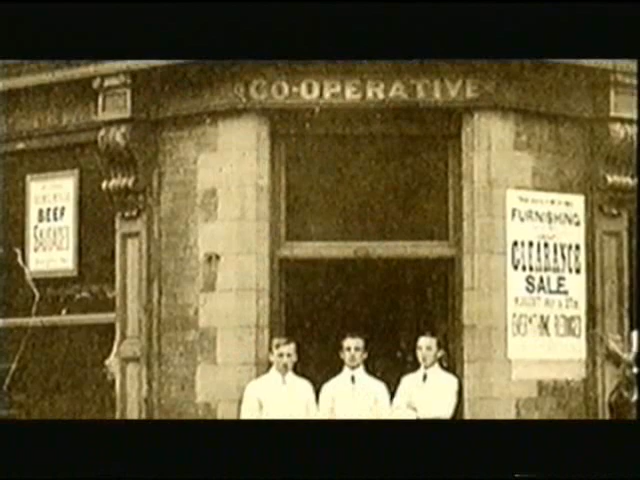 CO-OPERATIVE
BEEF
SAUSAGES
FURNISHING
CLEARANCE
SALE
EVERYTHING REDUCED